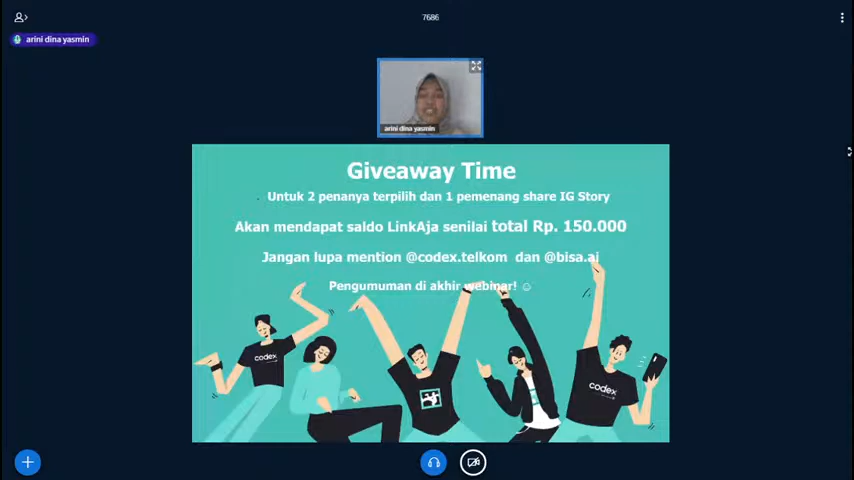 7686
arini dina yasmin
arini dina yasmin
Giveaway Time
Untuk 2 penanya terpilih dan 1 pemenang share IG Story
Akan mendapat saldo LinkAja senilai total Rp. 150.000
Jangan lupa mention @codex.telkom dan @bisa.ai
Pengumuman di akhir webinar! ☺
codex
codex